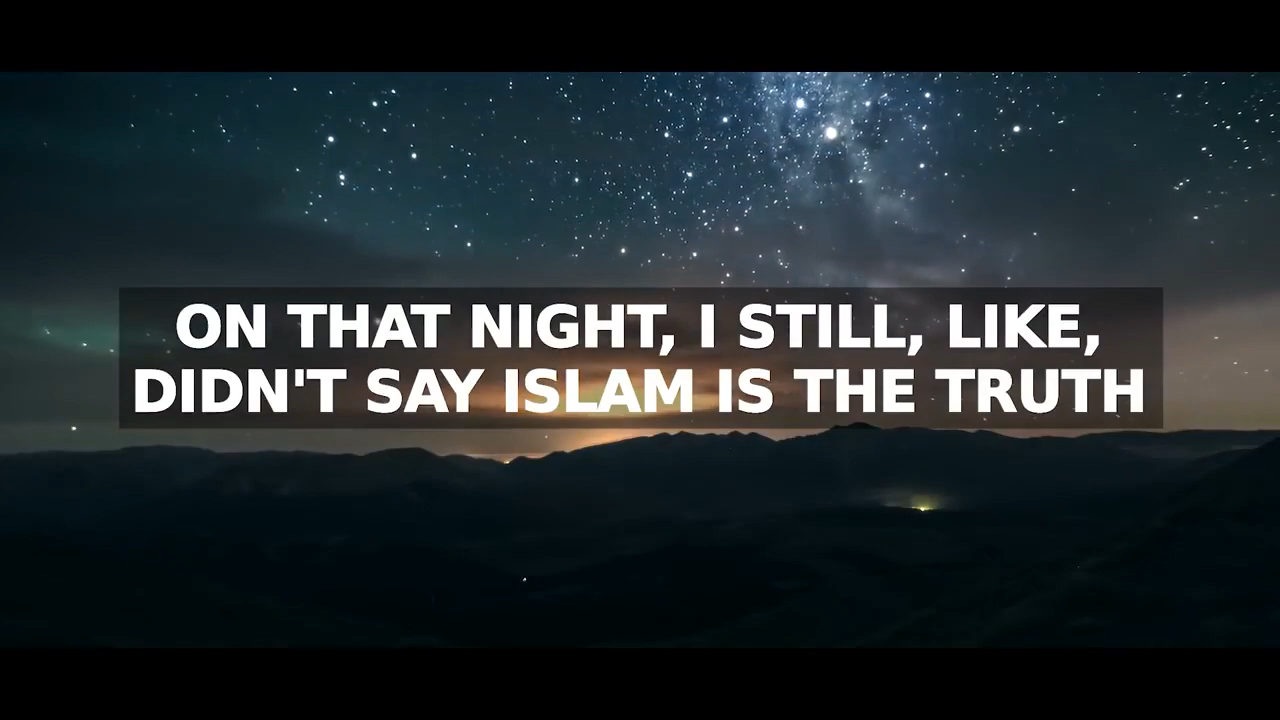 ON THAT NIGHT, I STILL, LIKE,
DIDN'T SAY ISLAM IS THE TRUTH